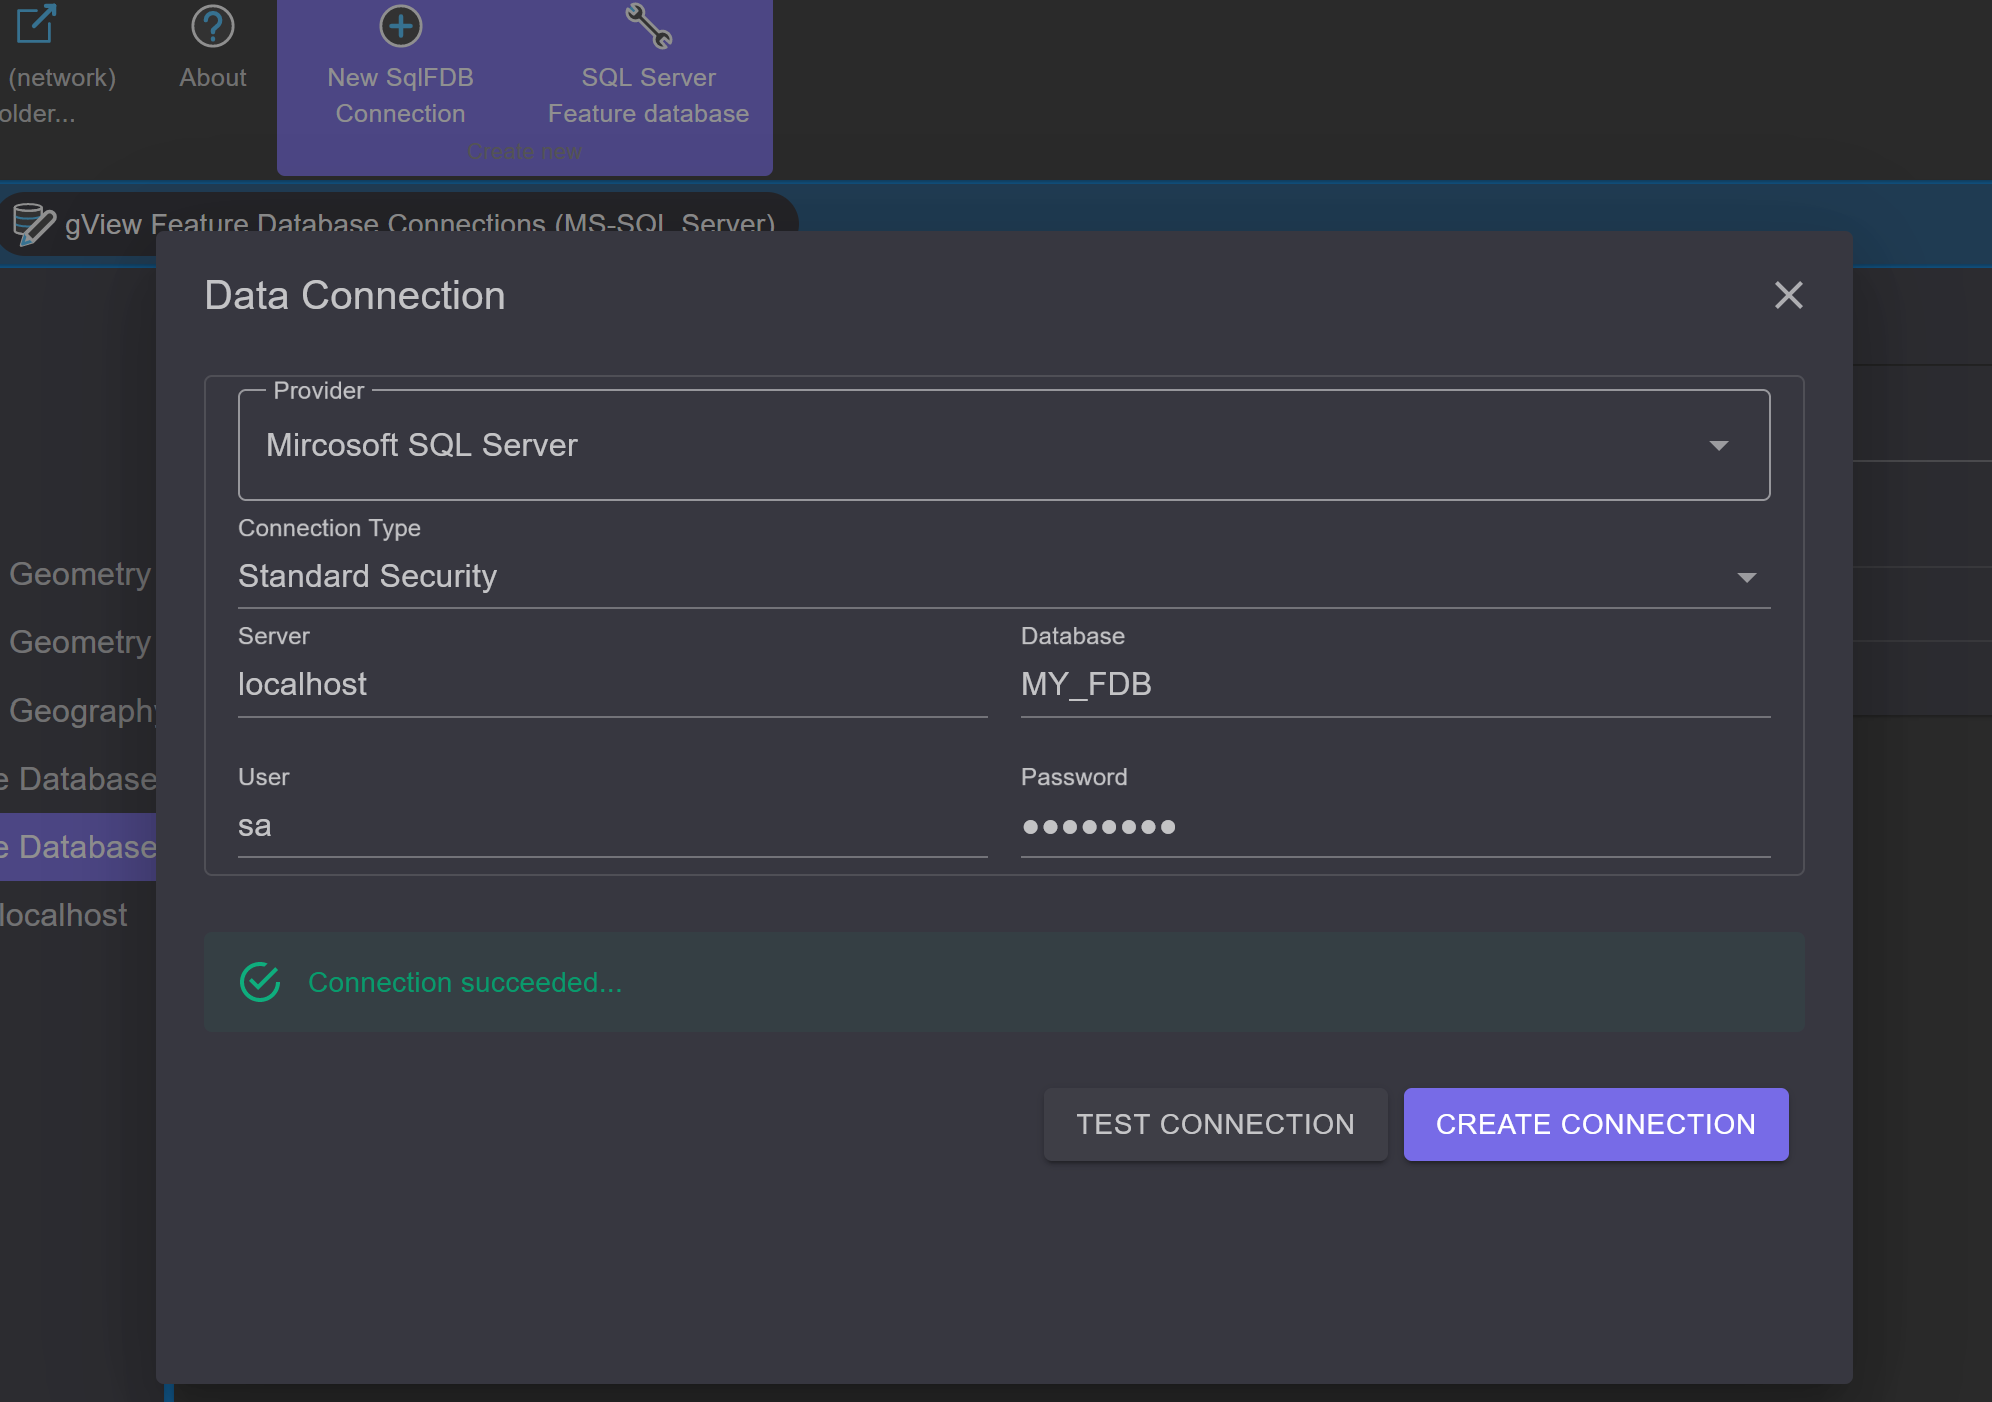 (network)
older...
About
New SqlFDB
Connection
SQL Server
Feature database
Create new
gView Feature Database Connections (MS-SQL Server)
Data Connection
Provider
Mircosoft SQL Server
Connection Type
Standard Security
Server
localhost
Database
MY_FDB
User
sa
Password
●●●●●●●●
Geometry
Geometry
Geography
e Database
e Database
localhost
Connection succeeded...
TEST CONNECTION
CREATE CONNECTION